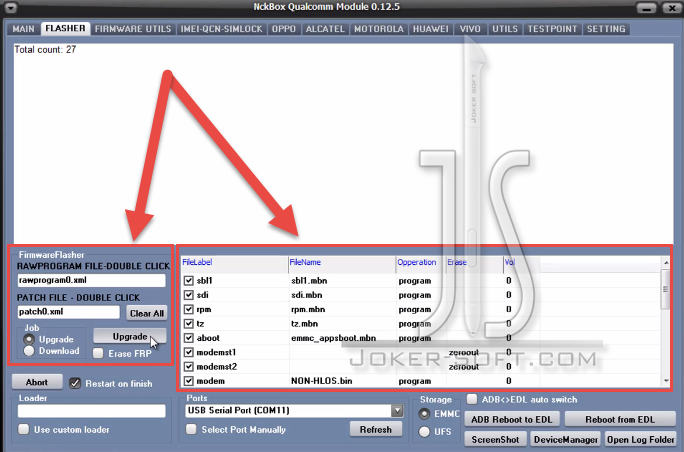 NckBox Qualcomm Module 0.12.5
MAIN FLASHER FIRMWARE UTILS IMEI-QCN-SIMLOCK OPPO ALCATEL MOTOROLA HUAWEI VIVO UTILS TESTPOINT SETTING
Total count: 27
JOKER-SOFT
JS
JOKER-SOFT.COM
FirmwareFlasher
RAWPROGRAM FILE-DOUBLE CLICK
rawprogram0.xml
PATCH FILE - DOUBLE CLICK
patch0.xml Clear All
Job
Upgrade
Download
Upgrade
Erase FRP
FileLabel FileName Opperation Erase Vol
sbl1 sbl1.mbn program 0
sdi sdi.mbn program 0
rpm rpm.mbn program 0
tz tz.mbn program 0
aboot emmc_appsboot.mbn program 0
modemst1 zeroout 0
modemst2 zeroout 0
modem NON-HLOS.bin program 0
Abort Restart on finish
Loader
Use custom loader
Ports
USB Serial Port (COM11)
Select Port Manually Refresh
Storage
EMMC
UFS
ADB<>EDL auto switch
ADB Reboot to EDL Reboot from EDL
ScreenShot DeviceManager Open Log Folder